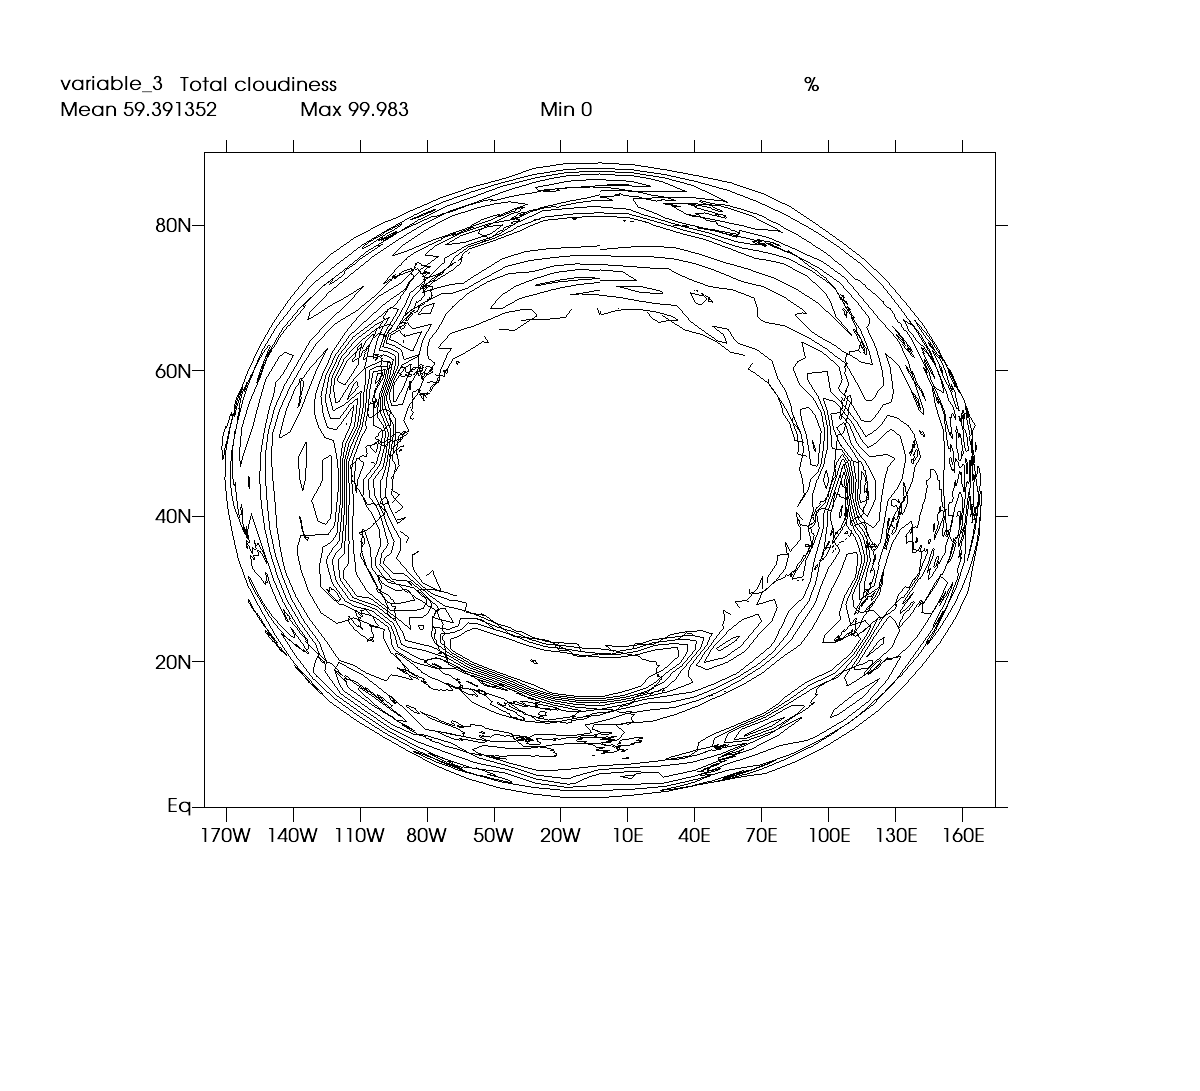 variable_3 Total cloudiness %
Mean 59.391352 Max 99.983 Min 0
80N
60N
40N
20N
Eq
170W 140W 110W 80W 50W 20W 10E 40E 70E 100E 130E 160E